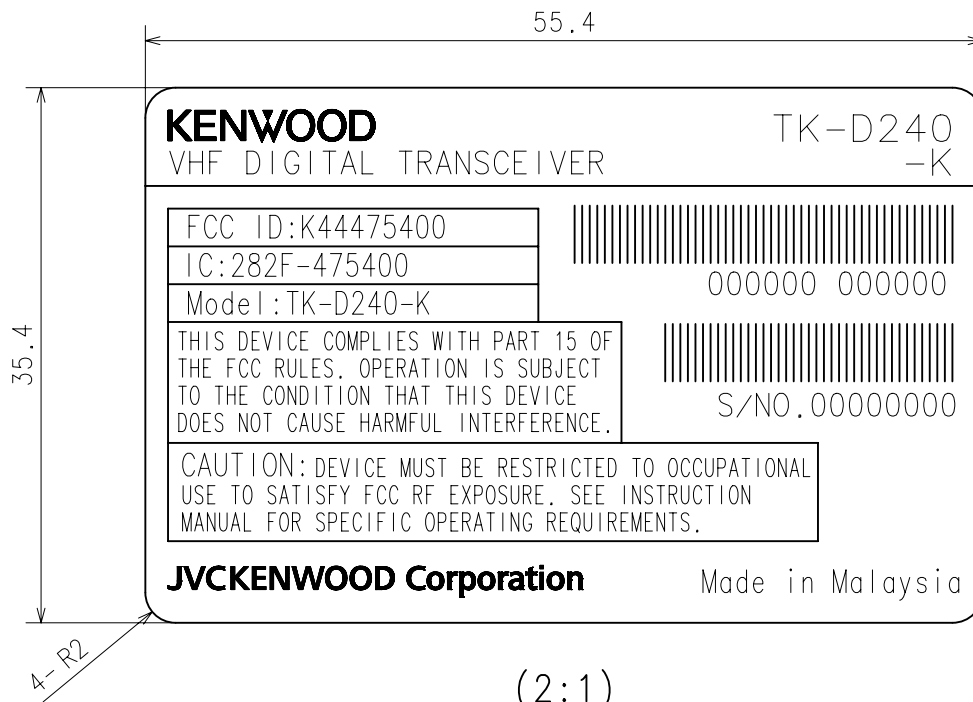 55.4
KENWOOD
VHF DIGITAL TRANSCEIVER
TK-D240
-K
FCC ID:K44475400
IC:282F-475400
Model:TK-D240-K
000000 000000
THIS DEVICE COMPLIES WITH PART 15 OF
THE FCC RULES. OPERATION IS SUBJECT
TO THE CONDITION THAT THIS DEVICE
DOES NOT CAUSE HARMFUL INTERFERENCE.
S/NO.00000000
35.4
CAUTION: DEVICE MUST BE RESTRICTED TO OCCUPATIONAL
USE TO SATISFY FCC RF EXPOSURE. SEE INSTRUCTION
MANUAL FOR SPECIFIC OPERATING REQUIREMENTS.
JVCKENWOOD Corporation
Made in Malaysia
4-R2
(2:1)